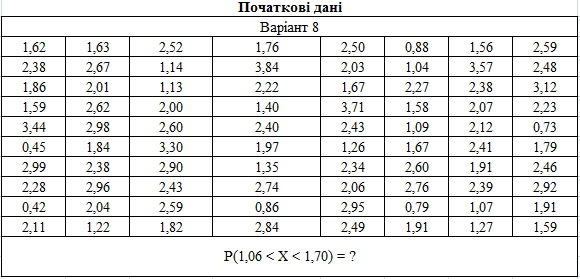 Початкові дані
Варіант 8
1,62 1,63 2,52 1,76 2,50 0,88 1,56 2,59
2,38 2,67 1,14 3,84 2,03 1,04 3,57 2,48
1,86 2,01 1,13 2,22 1,67 2,27 2,38 3,12
1,59 2,62 2,00 1,40 3,71 1,58 2,07 2,23
3,44 2,98 2,60 2,40 2,43 1,09 2,12 0,73
0,45 1,84 3,30 1,97 1,26 1,67 2,41 1,79
2,99 2,38 2,90 1,35 2,34 2,60 1,91 2,46
2,28 2,96 2,43 2,74 2,06 2,76 2,39 2,92
0,42 2,04 2,59 0,86 2,95 0,79 1,07 1,91
2,11 1,22 1,82 2,84 2,49 1,91 1,27 1,59
P(1,06 < X < 1,70) = ?